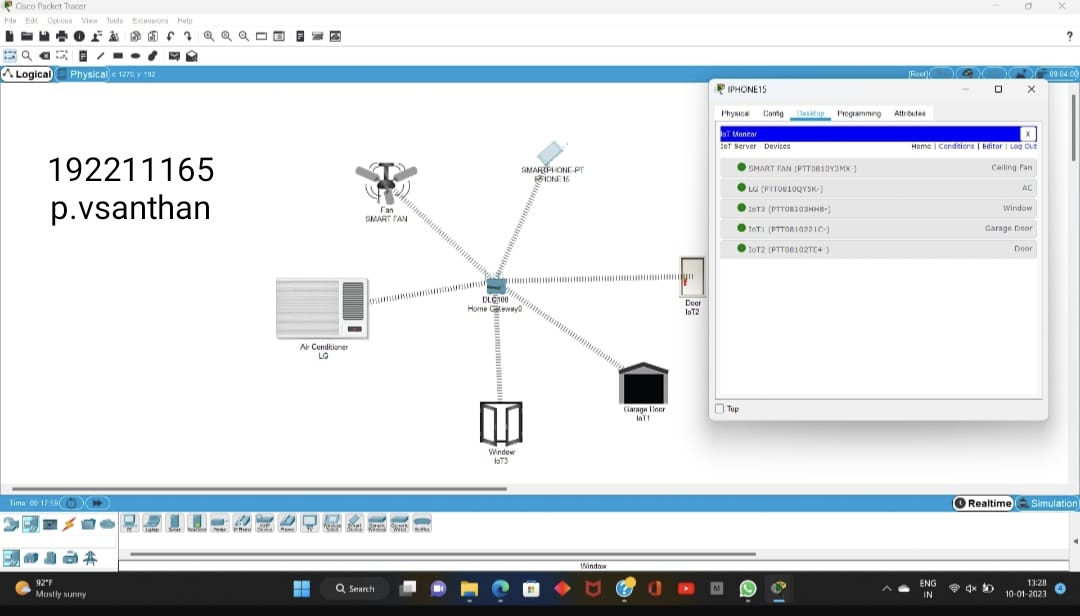 Cisco Packet Tracer
File Edit Options View Tools Extensions Help
?
Logical Physical x: 1270, y: 192
[Root] 09:04:00
192211165
p.vsanthan
Fan
SMART FAN
SMARTPHONE-PT
IPHONE15
DLC100
Home Gateway0
Air Conditioner
LG
Door
IoT2
Garage Door
IoT1
Window
IoT3
IPHONE15
Physical Config Desktop Programming Attributes
IoT Monitor X
IoT Server - Devices Home | Conditions | Editor | Log Out
SMART FAN (PTT0810Y3MX-) Ceiling Fan
LG (PTT0810QY5K-) AC
IoT3 (PTT08103HH8-) Window
IoT1 (PTT0810221C-) Garage Door
IoT2 (PTT08102TE4-) Door
Top
Time: 00:17:59
Realtime Simulation
Window
92°F
Mostly sunny
Search
ENG
IN
13:28
10-01-2023
4